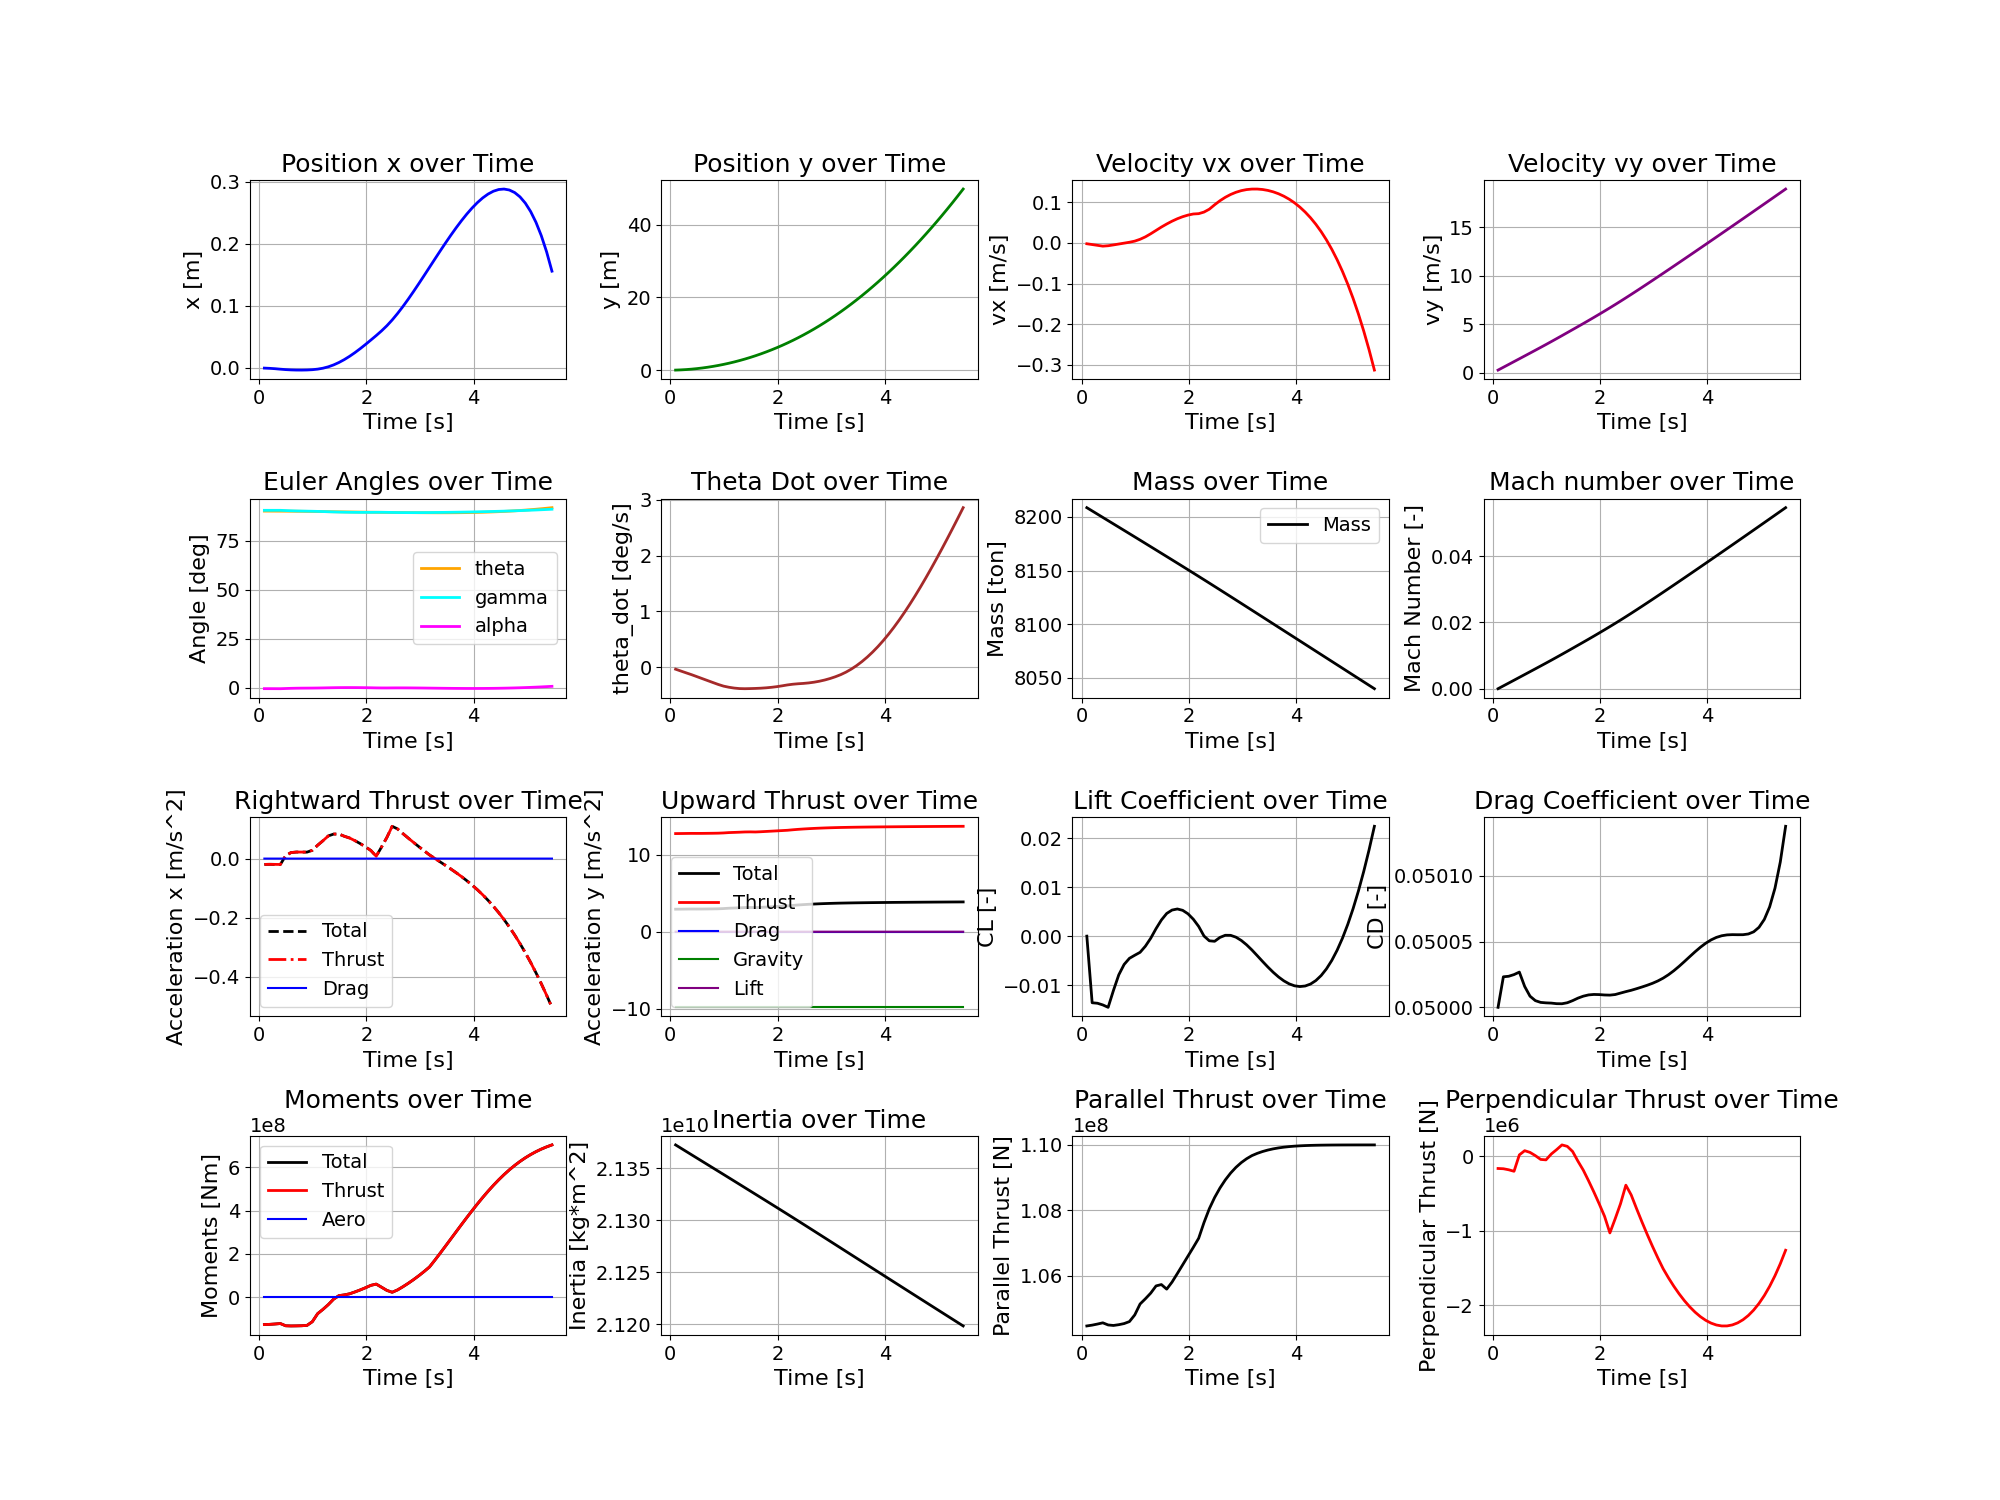 Position x over Time
x [m]
0.3
0.2
0.1
0.0
0 2 4
Time [s]
Position y over Time
y [m]
40
20
0
0 2 4
Time [s]
Velocity vx over Time
vx [m/s]
0.1
0.0
−0.1
−0.2
−0.3
0 2 4
Time [s]
Velocity vy over Time
vy [m/s]
15
10
5
0
0 2 4
Time [s]
Euler Angles over Time
Angle [deg]
75
50
25
0
theta
gamma
alpha
0 2 4
Time [s]
Theta Dot over Time
theta_dot [deg/s]
3
2
1
0
0 2 4
Time [s]
Mass over Time
Mass [ton]
8200
8150
8100
8050
Mass
0 2 4
Time [s]
Mach number over Time
Mach Number [-]
0.04
0.02
0.00
0 2 4
Time [s]
Rightward Thrust over Time
Acceleration x [m/s^2]
0.0
−0.2
−0.4
Total
Thrust
Drag
0 2 4
Time [s]
Upward Thrust over Time
Acceleration y [m/s^2]
10
0
−10
Total
Thrust
Drag
Gravity
Lift
0 2 4
Time [s]
Lift Coefficient over Time
CL [-]
0.02
0.01
0.00
−0.01
0 2 4
Time [s]
Drag Coefficient over Time
CD [-]
0.05010
0.05005
0.05000
0 2 4
Time [s]
Moments over Time
1e8
Moments [Nm]
6
4
2
0
Total
Thrust
Aero
0 2 4
Time [s]
Inertia over Time
1e10
Inertia [kg*m^2]
2.135
2.130
2.125
2.120
0 2 4
Time [s]
Parallel Thrust over Time
1e8
Parallel Thrust [N]
1.10
1.08
1.06
0 2 4
Time [s]
Perpendicular Thrust over Time
1e6
Perpendicular Thrust [N]
0
−1
−2
0 2 4
Time [s]